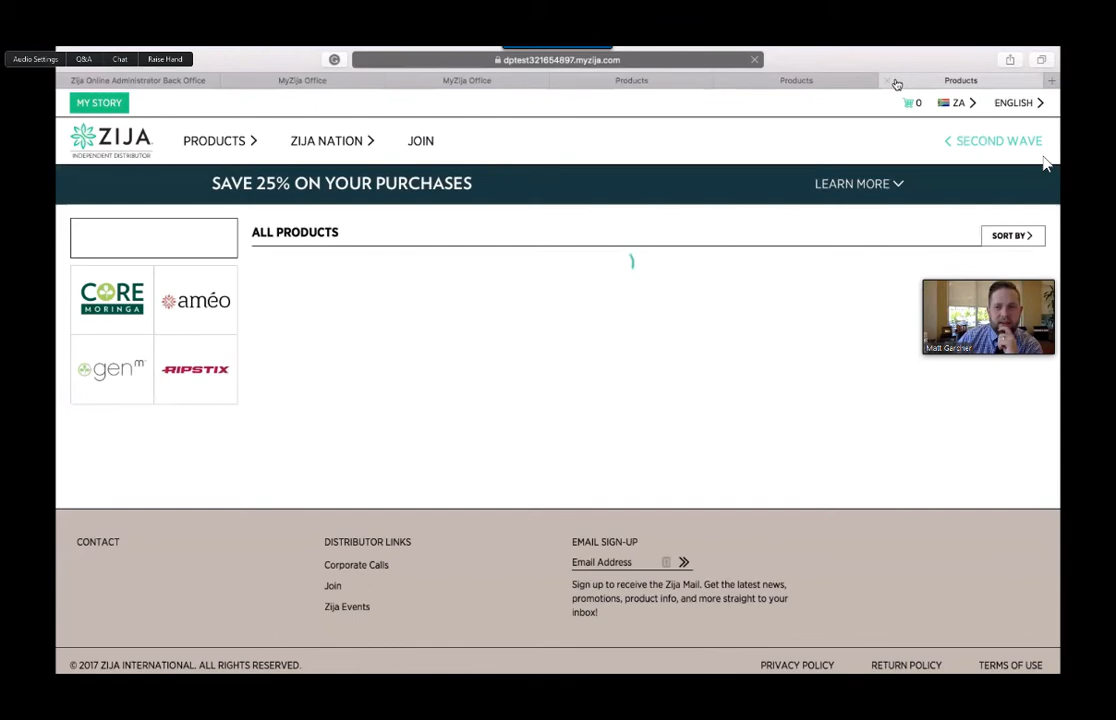 Audio Settings
Q&A
Chat
Raise Hand
dptest321654897.myzija.com
Zija Online Administrator Back Office
MyZija Office
MyZija Office
Products
Products
Products
MY STORY
0
ZA
ENGLISH
ZIJA
INDEPENDENT DISTRIBUTOR
PRODUCTS
ZIJA NATION
JOIN
SECOND WAVE
SAVE 25% ON YOUR PURCHASES
LEARN MORE
ALL PRODUCTS
SORT BY
CORE
MORINGA
améo
gen m
RIPSTIX
Matt Gardner
CONTACT
DISTRIBUTOR LINKS
Corporate Calls
Join
Zija Events
EMAIL SIGN-UP
Email Address
Sign up to receive the Zija Mail. Get the latest news,
promotions, product info, and more straight to your
inbox!
© 2017 ZIJA INTERNATIONAL. ALL RIGHTS RESERVED.
PRIVACY POLICY
RETURN POLICY
TERMS OF USE